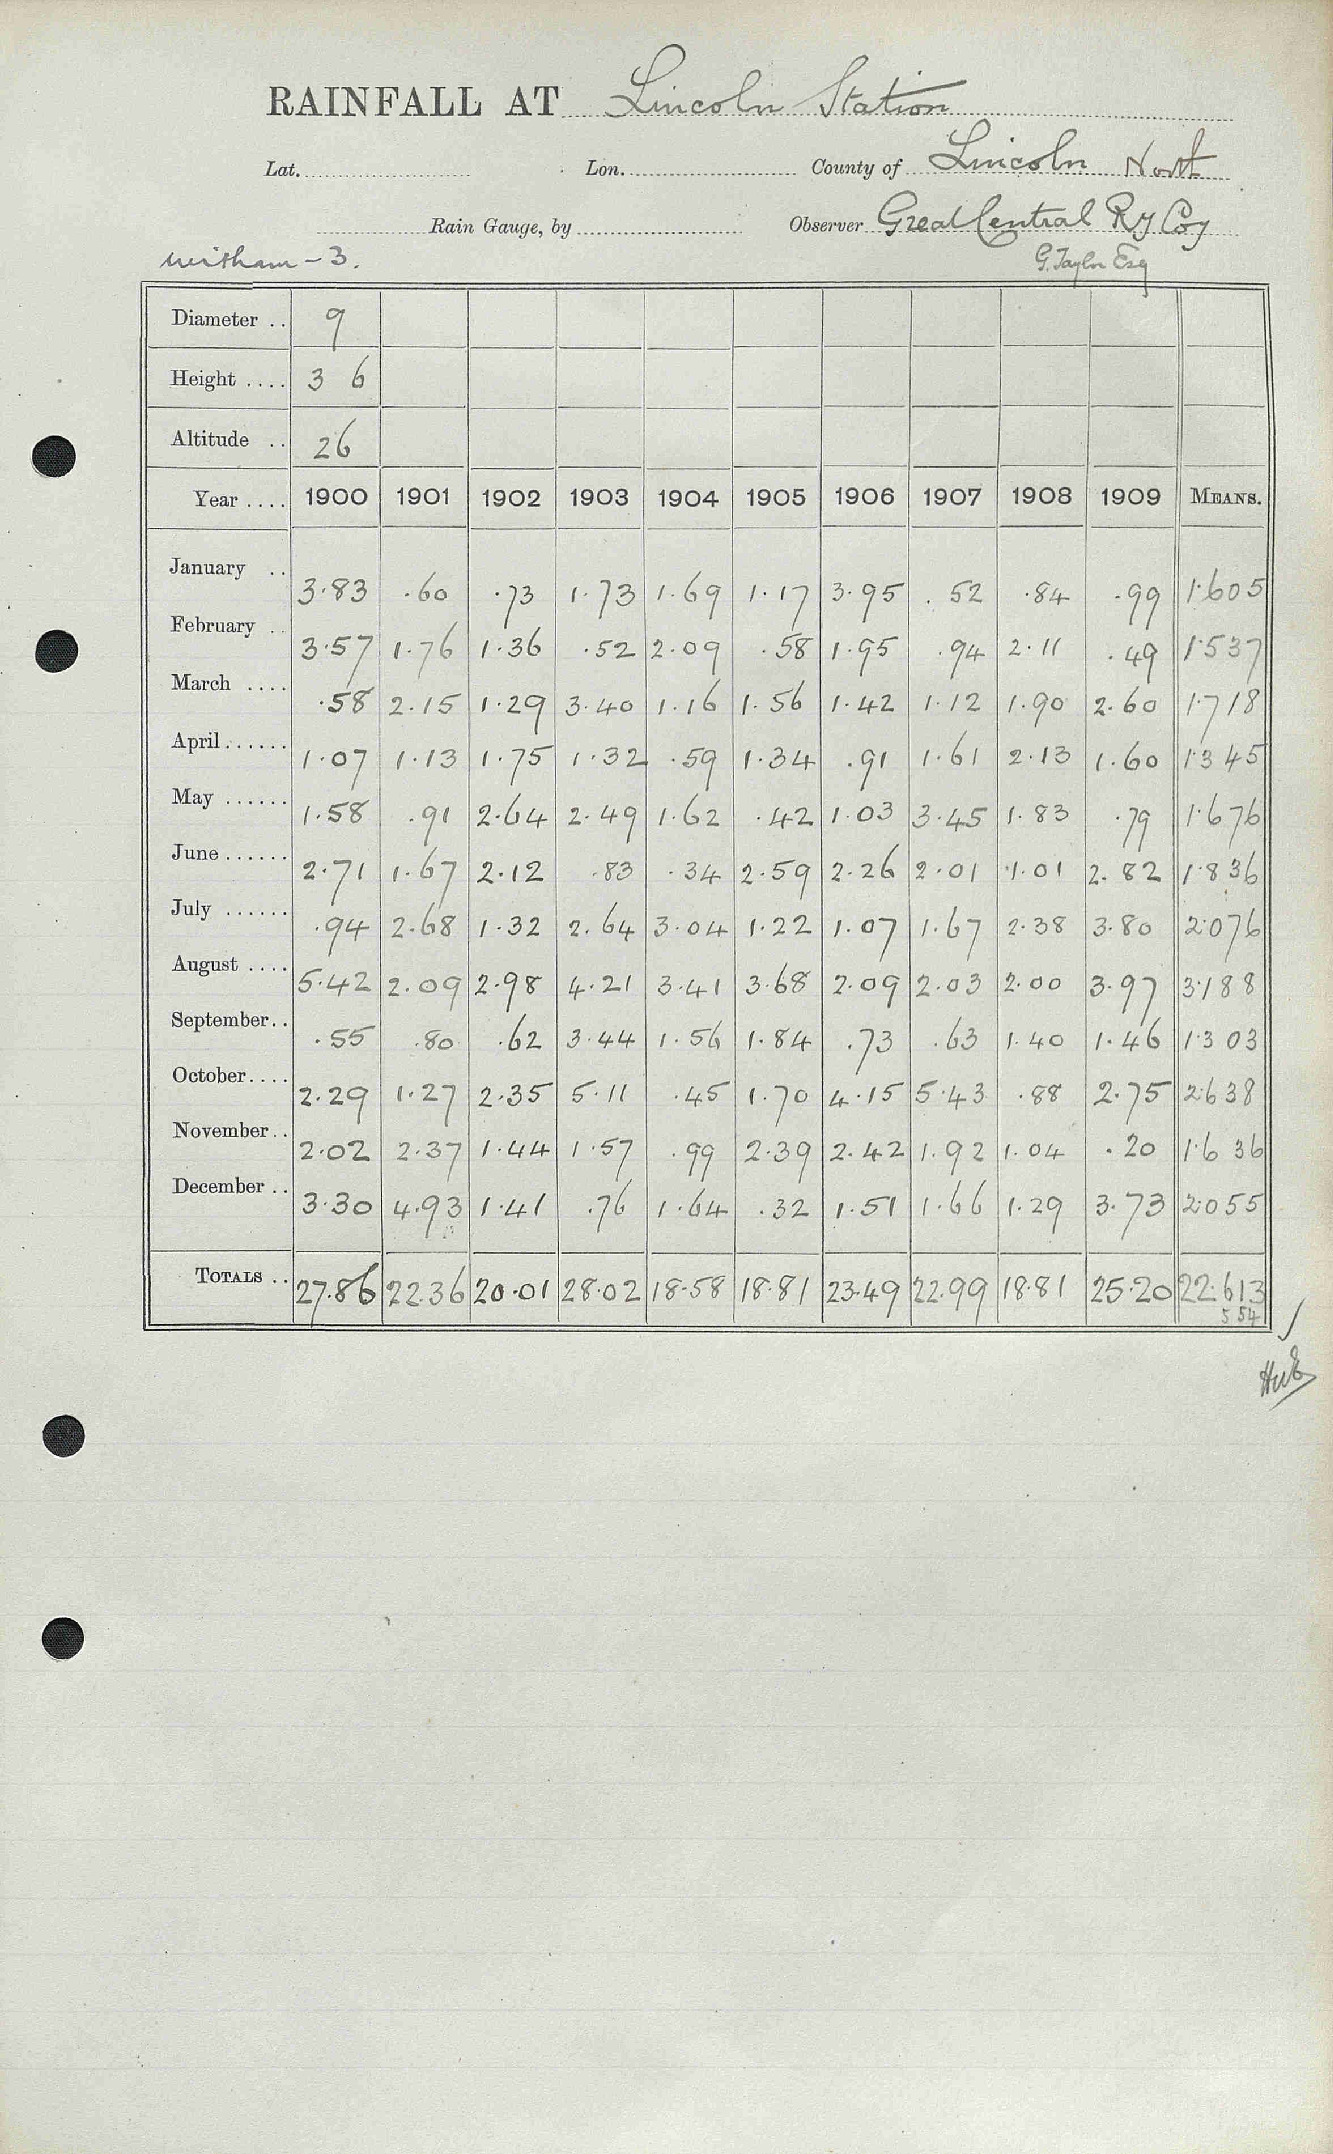 RAINFALL AT Lincoln Station
Lat. Lon. County of Lincoln North
Rain Gauge, by Observer Great Central Ry Coy
Witham - 3. G. Taylor Esq
Diameter .. 9
Height .... 3 6
Altitude .. 26
Year .... 1900 1901 1902 1903 1904 1905 1906 1907 1908 1909 MEANS.
January .. 3.83 .60 .73 1.73 1.69 1.17 3.95 .52 .84 .99 1.605
February .. 3.57 1.76 1.36 .52 2.09 .58 1.95 .94 2.11 .49 1.537
March .... .58 2.15 1.29 3.40 1.16 1.56 1.42 1.12 1.90 2.60 1.718
April...... 1.07 1.13 1.75 1.32 .59 1.34 .91 1.61 2.13 1.60 1.345
May ...... 1.58 .91 2.64 2.49 1.62 .42 1.03 3.45 1.83 .79 1.676
June...... 2.71 1.67 2.12 .83 .34 2.59 2.26 2.01 1.01 2.82 1.836
July ...... .94 2.68 1.32 2.64 3.04 1.22 1.07 1.67 2.38 3.80 2.076
August .... 5.42 2.09 2.98 4.21 3.41 3.68 2.09 2.03 2.00 3.97 3.188
September.. .55 .80 .62 3.44 1.56 1.84 .73 .63 1.40 1.46 1.303
October.... 2.29 1.27 2.35 5.11 .45 1.70 4.15 5.43 .88 2.75 2.638
November.. 2.02 2.37 1.44 1.57 .99 2.39 2.42 1.92 1.04 .20 1.636
December .. 3.30 4.93 1.41 .76 1.64 .32 1.51 1.66 1.29 3.73 2.055
TOTALS .. 27.86 22.36 20.01 28.02 18.58 18.81 23.49 22.99 18.81 25.20 22.613
5 54